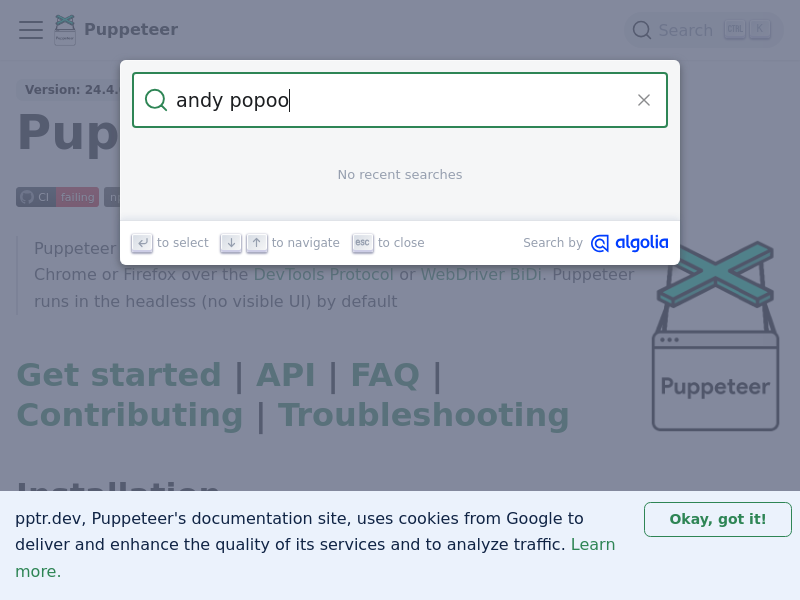 Puppeteer
Search CTRL K
andy popoo
No recent searches
to select to navigate esc to close Search by algolia
Version: 24.4.
Pup
CI failing np
Puppeteer
Chrome or Firefox over the DevTools Protocol or WebDriver BiDi. Puppeteer
runs in the headless (no visible UI) by default
Puppeteer
Get started | API | FAQ |
Contributing | Troubleshooting
Installation
pptr.dev, Puppeteer's documentation site, uses cookies from Google to
deliver and enhance the quality of its services and to analyze traffic. Learn
more.
Okay, got it!